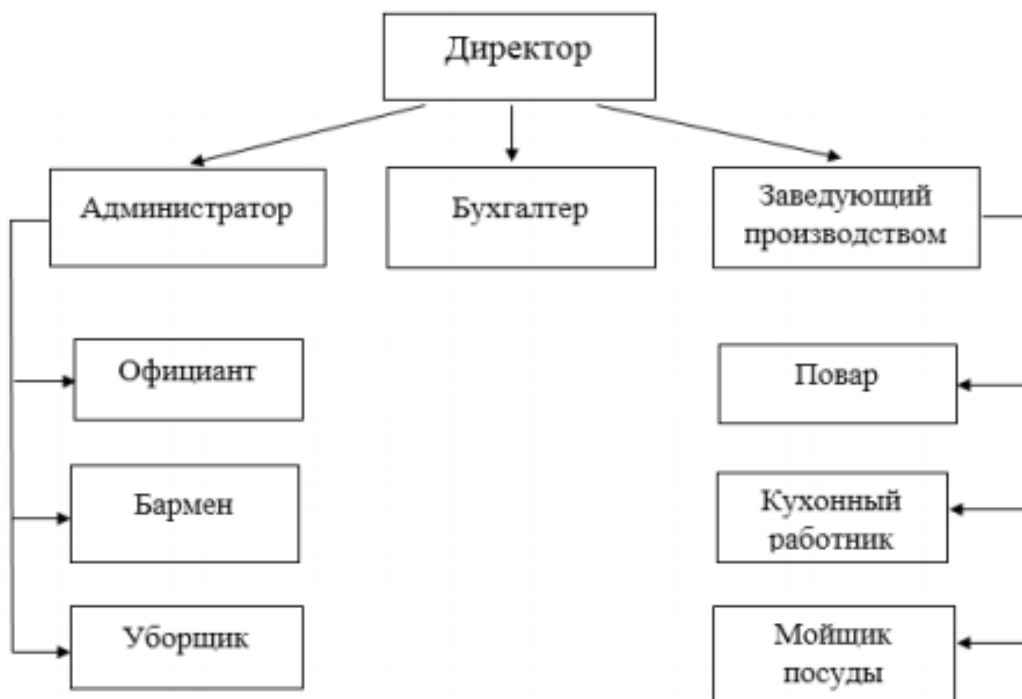 Директор
Администратор
Бухгалтер
Заведующий
производством
Официант
Повар
Бармен
Кухонный
работник
Уборщик
Мойщик
посуды